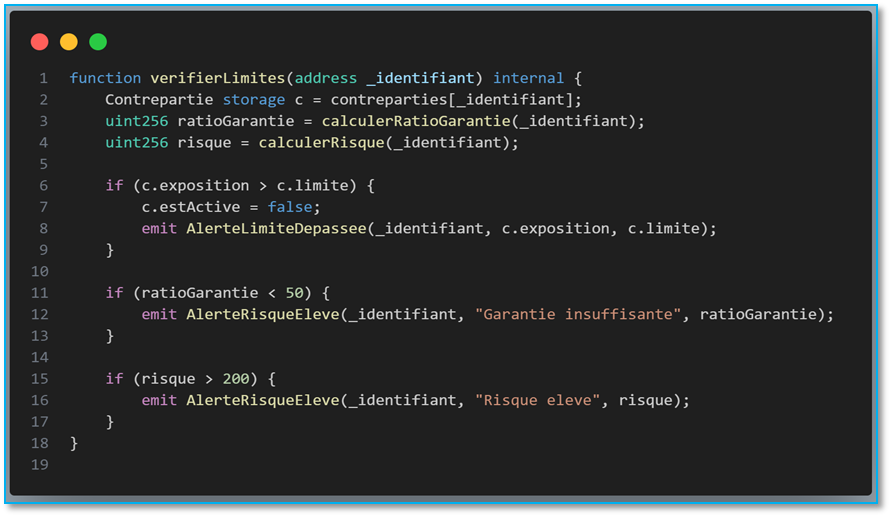 1 function verifierLimites(address _identifiant) internal {
2 Contrepartie storage c = contreparties[_identifiant];
3 uint256 ratioGarantie = calculerRatioGarantie(_identifiant);
4 uint256 risque = calculerRisque(_identifiant);
5
6 if (c.exposition > c.limite) {
7 c.estActive = false;
8 emit AlerteLimiteDepassee(_identifiant, c.exposition, c.limite);
9 }
10
11 if (ratioGarantie < 50) {
12 emit AlerteRisqueEleve(_identifiant, "Garantie insuffisante", ratioGarantie);
13 }
14
15 if (risque > 200) {
16 emit AlerteRisqueEleve(_identifiant, "Risque eleve", risque);
17 }
18 }
19